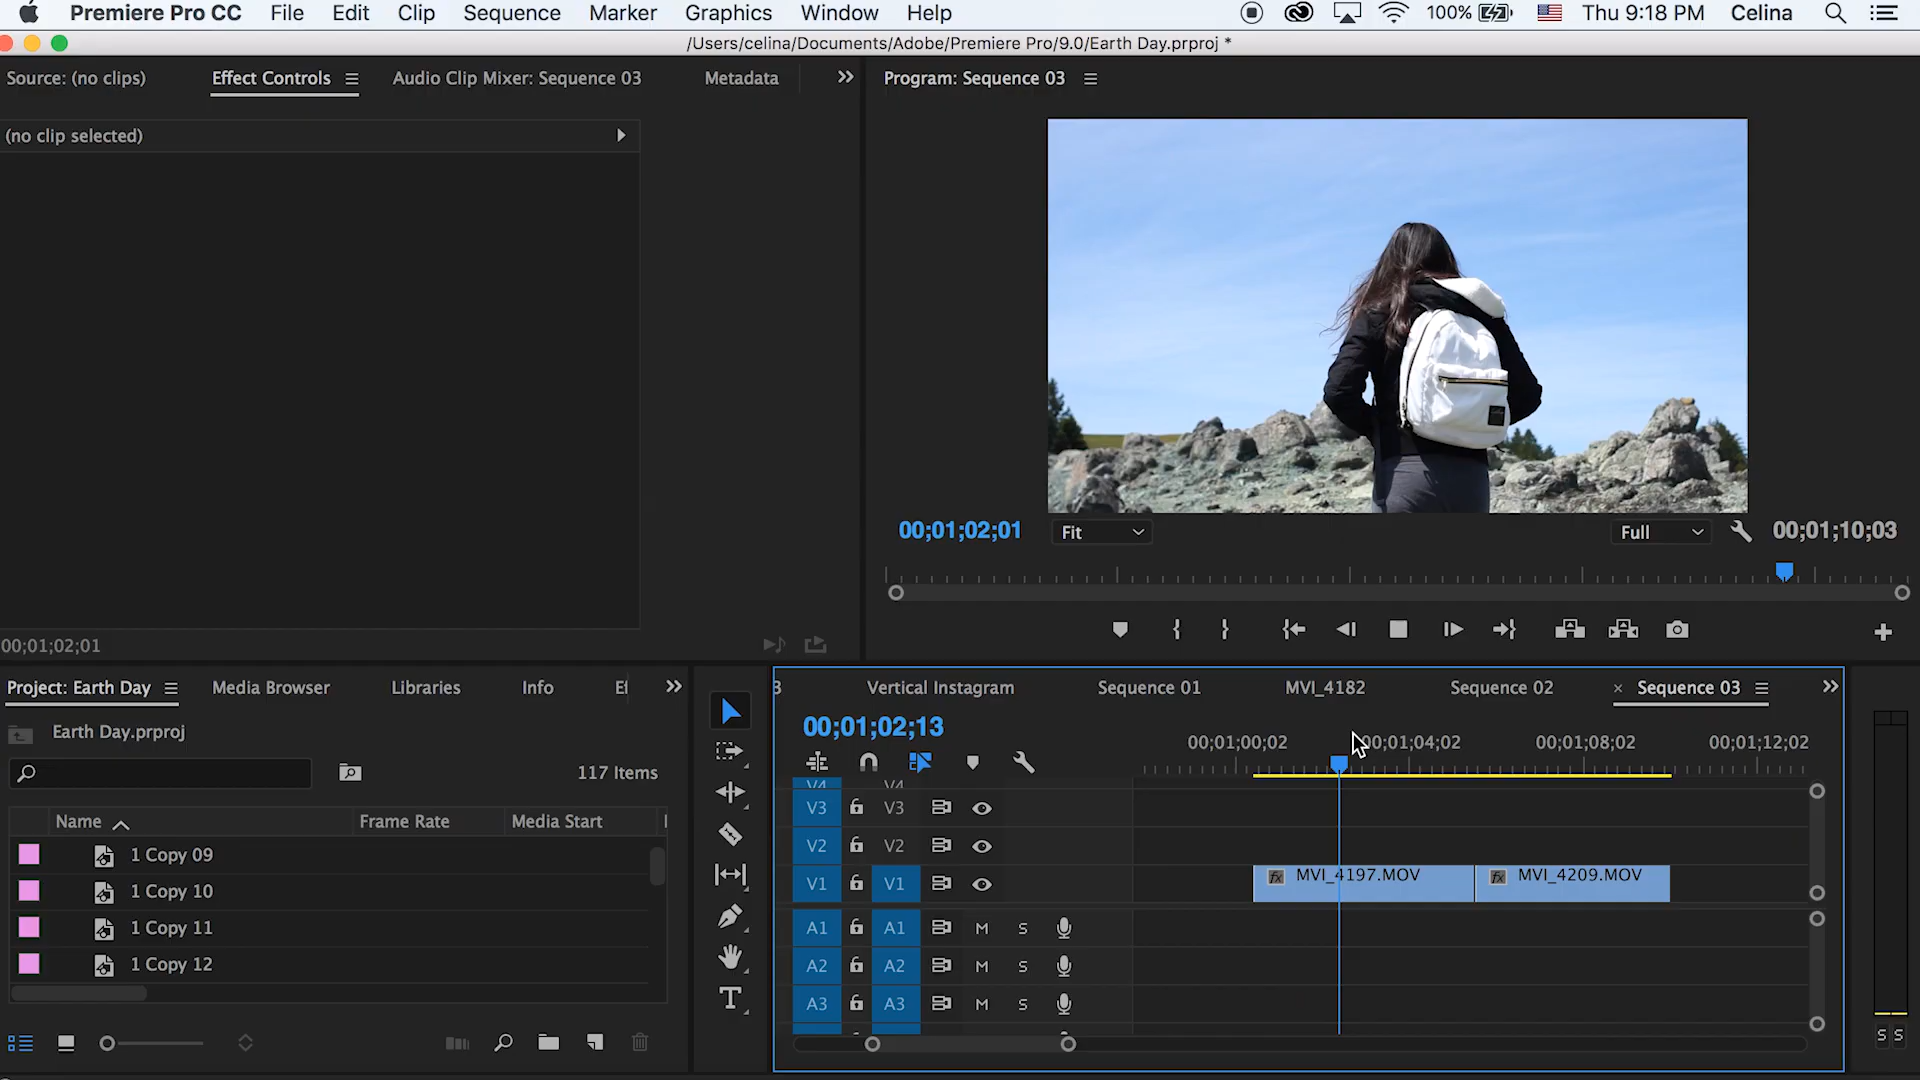 Premiere Pro CC File Edit Clip Sequence Marker Graphics Window Help 100% Thu 9:18 PM Celina
/Users/celina/Documents/Adobe/Premiere Pro/9.0/Earth Day.prproj *
Source: (no clips) Effect Controls Audio Clip Mixer: Sequence 03 Metadata
Program: Sequence 03
(no clip selected)
00;01;02;01 Fit Full 00;01;10;03
00;01;02;01
Project: Earth Day Media Browser Libraries Info
3 Vertical Instagram Sequence 01 MVI_4182 Sequence 02 × Sequence 03
Earth Day.prproj
117 Items
00;01;02;13
00;01;00;02 00;01;04;02 00;01;08;02 00;01;12;02
Name Frame Rate Media Start
1 Copy 09
1 Copy 10
1 Copy 11
1 Copy 12
V4 V4
V3 V3
V2 V2
V1 V1 fx MVI_4197.MOV fx MVI_4209.MOV
A1 A1 M S
A2 A2 M S
A3 A3 M S
T
S S